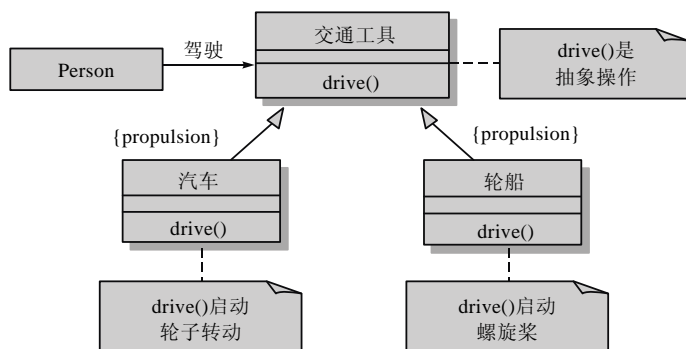 交通工具
驾驶
Person
drive()
drive()是
抽象操作
{propulsion}
{propulsion}
汽车
轮船
drive()
drive()
drive()启动
轮子转动
drive()启动
螺旋桨